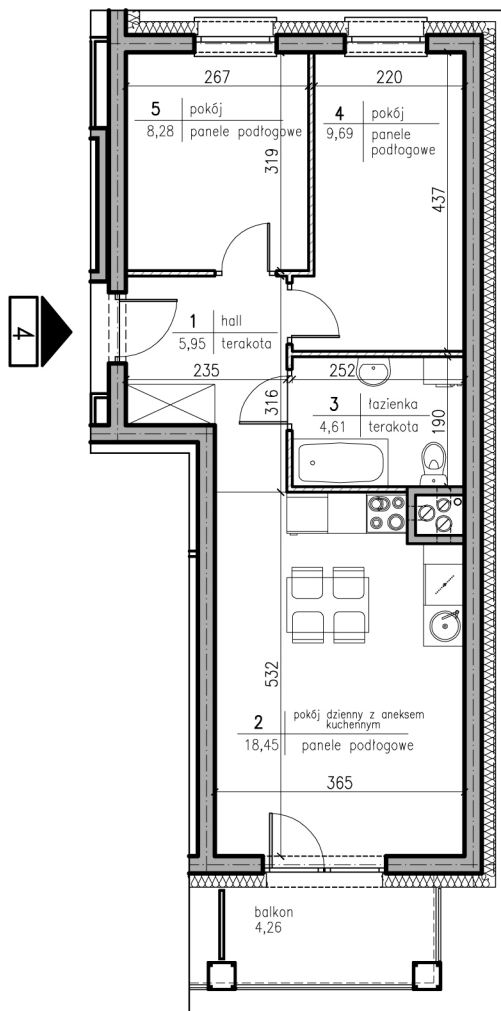 267
220
5 pokój
8,28 panele podłogowe
4 pokój
9,69 panele
podłogowe
319
437
4
1 hall
5,95 terakota
235
252
316
3 łazienka
4,61 terakota
190
532
2 pokój dzienny z aneksem
kuchennym
18,45 panele podłogowe
365
balkon
4,26